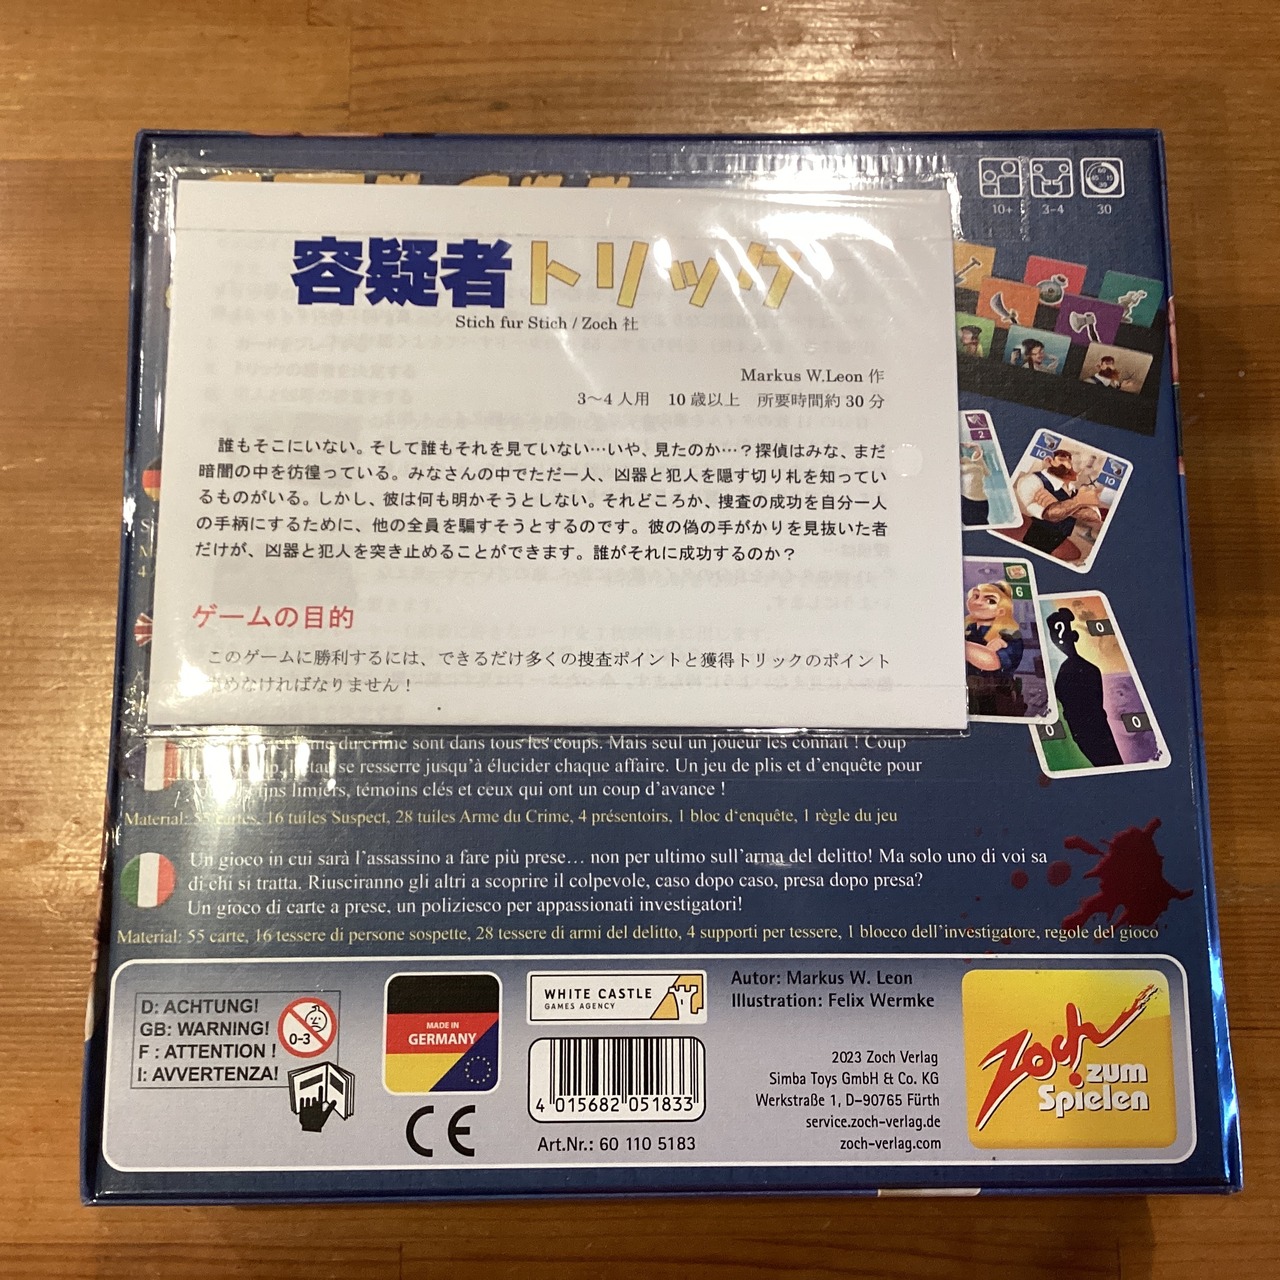 10+
3-4
30
容疑者トリック
Stich fur Stich / Zoch 社
Markus W.Leon 作
3～4 人用　10 歳以上　所要時間約 30 分
誰もそこにいない。そして誰もそれを見ていない…いや、見たのか…？探偵はみな、まだ
暗闇の中を彷徨っている。みなさんの中でただ一人、凶器と犯人を隠す切り札を知ってい
るものがいる。しかし、彼は何も明かそうとしない。それどころか、捜査の成功を自分一人
の手柄にするために、他の全員を騙すそうとするのです。彼の偽の手がかりを見抜いた者
だけが、凶器と犯人を突き止めることができます。誰がそれに成功するのか？
ゲームの目的
このゲームに勝利するには、できるだけ多くの捜査ポイントと獲得トリックのポイント
集めなければなりません！
2
10
10
6
?
0
0
0
du crime sont dans tous les coups. Mais seul un joueur les connaît ! Coup
se resserre jusqu'à élucider chaque affaire. Un jeu de plis et d'enquête pour
fins limiers, témoins clés et ceux qui ont un coup d'avance !
Material: 55 cartes, 16 tuiles Suspect, 28 tuiles Arme du Crime, 4 présentoirs, 1 bloc d'enquête, 1 règle du jeu
Un gioco in cui sarà l'assassino a fare più prese… non per ultimo sull'arma del delitto! Ma solo uno di voi sa
di chi si tratta. Riusciranno gli altri a scoprire il colpevole, caso dopo caso, presa dopo presa?
Un gioco di carte a prese, un poliziesco per appassionati investigatori!
Material: 55 carte, 16 tessere di persone sospette, 28 tessere di armi del delitto, 4 supporti per tessere, 1 blocco dell'investigatore, regole del gioco
D: ACHTUNG!
GB: WARNING!
F : ATTENTION !
I: AVVERTENZA!
0-3
MADE IN
GERMANY
CE
WHITE CASTLE
GAMES AGENCY
4 015682 051833
Art.Nr.: 60 110 5183
Autor: Markus W. Leon
Illustration: Felix Wermke
2023 Zoch Verlag
Simba Toys GmbH & Co. KG
Werkstraße 1, D-90765 Fürth
service.zoch-verlag.de
zoch-verlag.com
Zoch
zum
Spielen